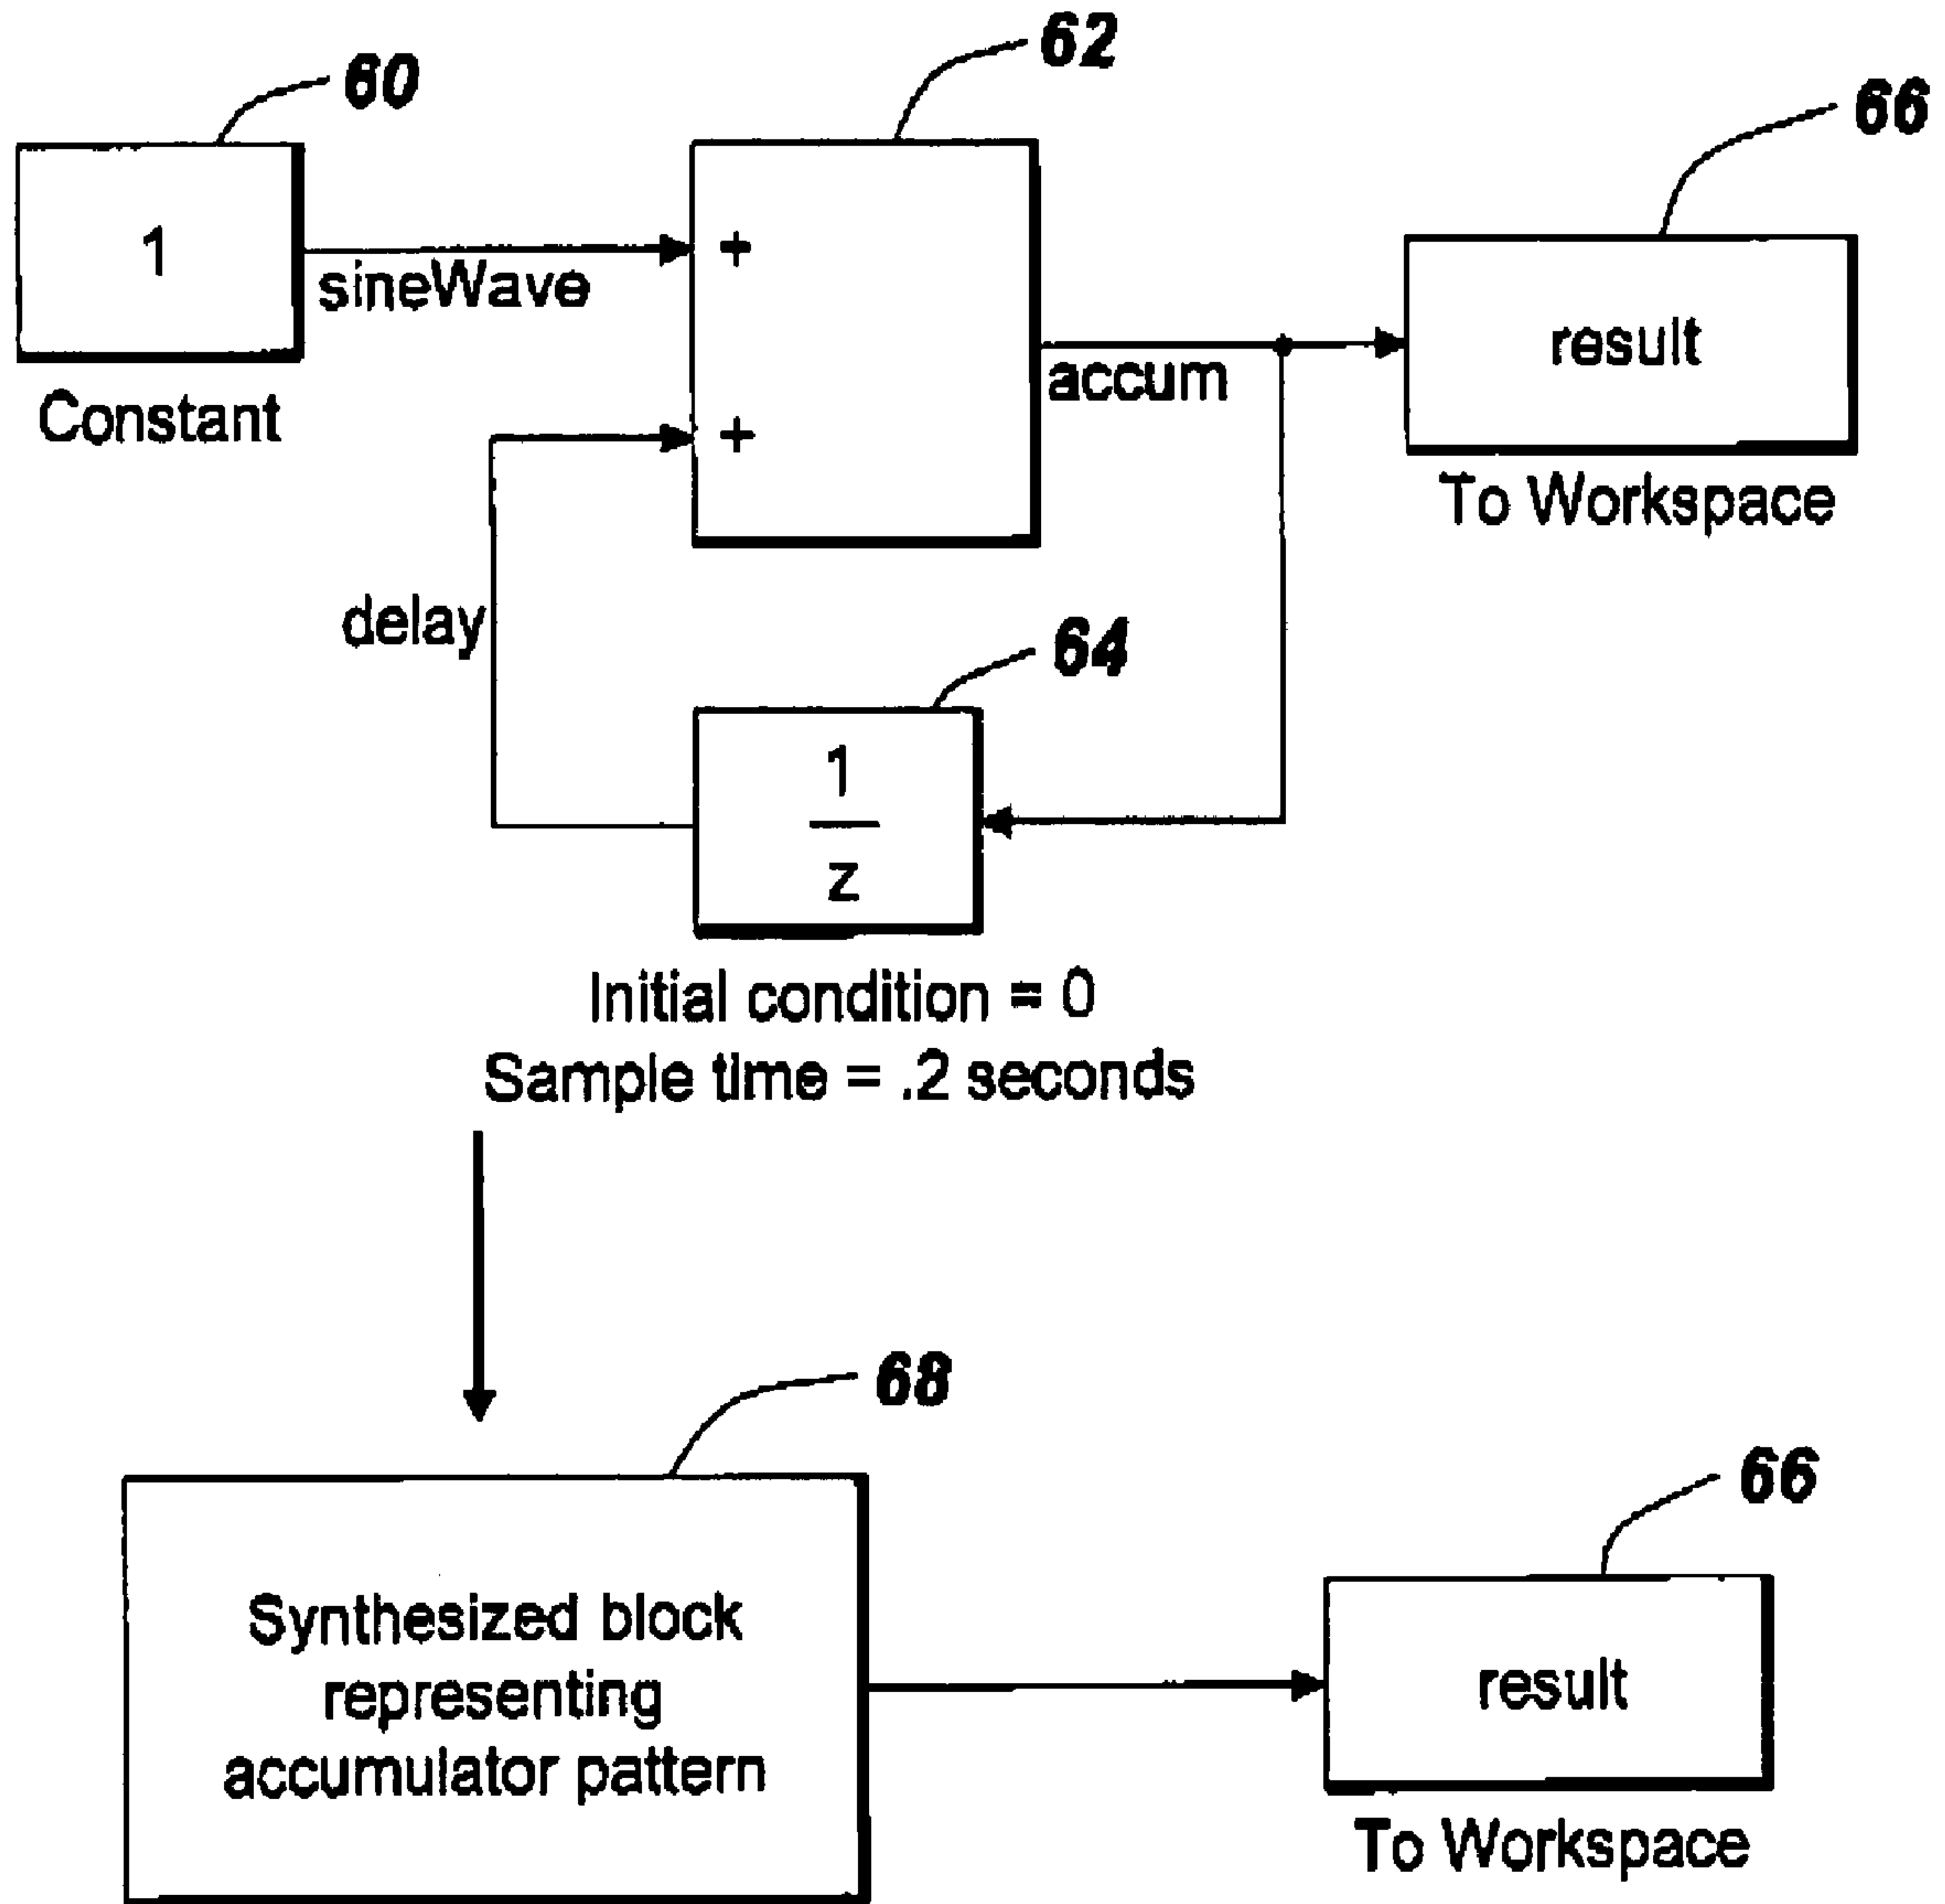 60
62
66
1
sineWave
+
Constant
accum
result
+
To Workspace
delay
64
1
z
Initial condition = 0
Sample time = .2 seconds
68
66
Synthesized block
representing
accumulator pattern
result
To Workspace